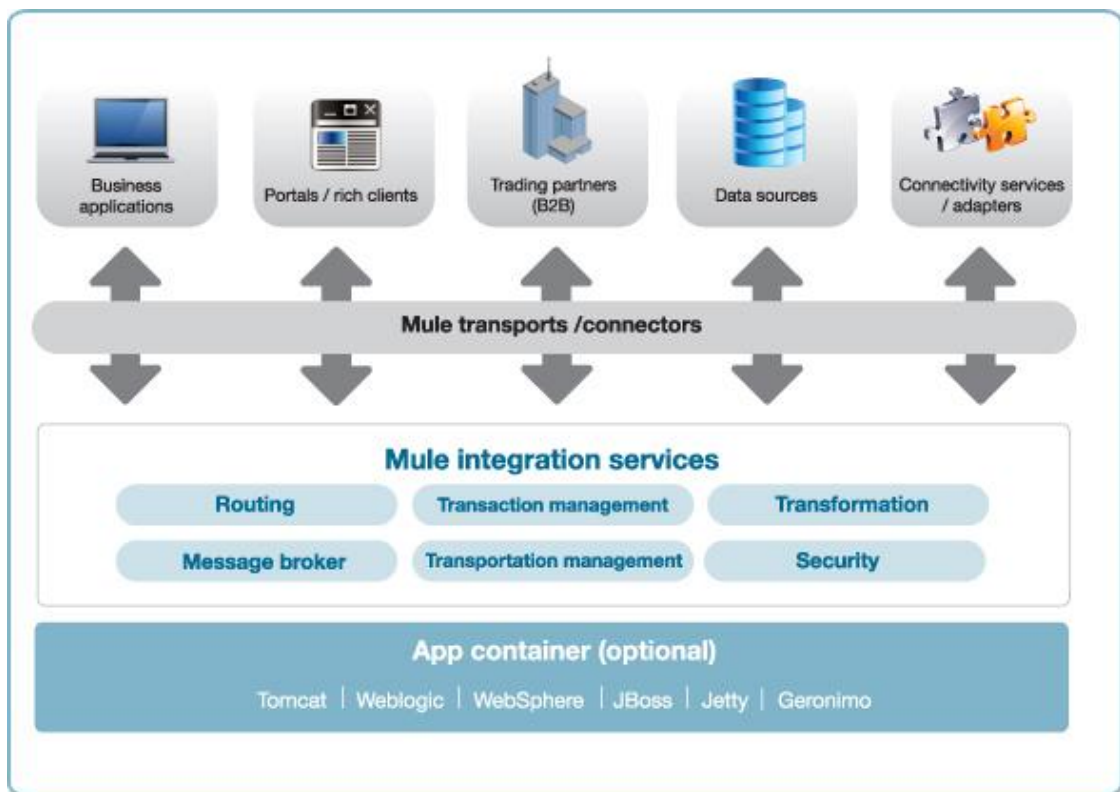 Business
applications
Portals / rich clients
Trading partners
(B2B)
Data sources
Connectivity services
/ adapters
Mule transports /connectors
Mule integration services
Routing
Transaction management
Transformation
Message broker
Transportation management
Security
App container (optional)
Tomcat | Weblogic | WebSphere | JBoss | Jetty | Geronimo